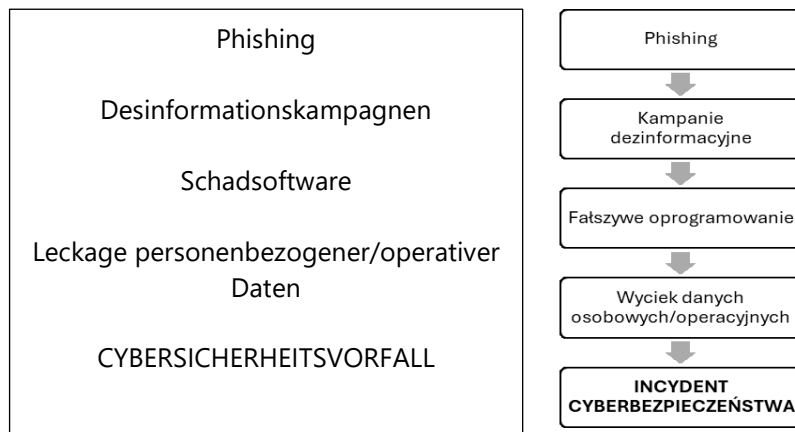 Phishing
Desinformationskampagnen
Schadsoftware
Leckage personenbezogener/operativer
Daten
CYBERSICHERHEITSVORFALL
Phishing
Kampanie
dezinformacyjne
Fałszywe oprogramowanie
Wyciek danych
osobowych/operacyjnych
INCYDENT
CYBERBEZPIECZEŃSTWA